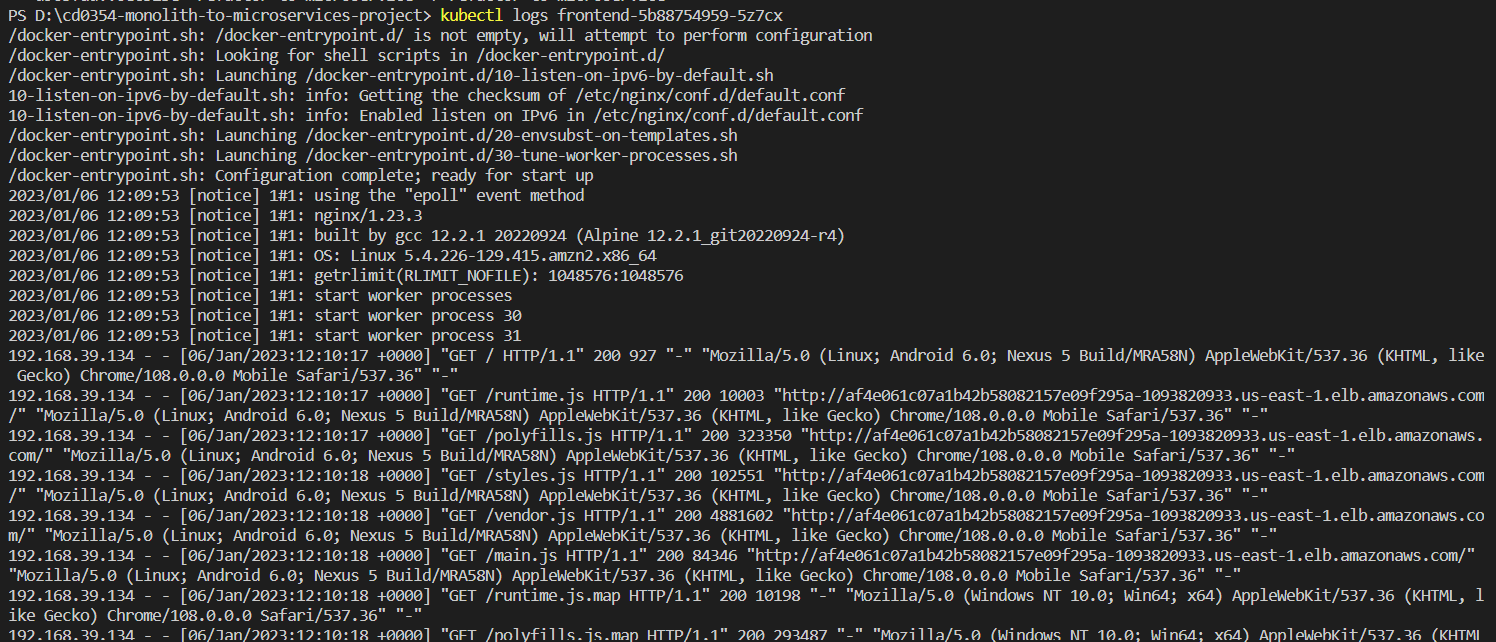 PS D:\cd0354-monolith-to-microservices-project> kubectl logs frontend-5b88754959-5z7cx
/docker-entrypoint.sh: /docker-entrypoint.d/ is not empty, will attempt to perform configuration
/docker-entrypoint.sh: Looking for shell scripts in /docker-entrypoint.d/
/docker-entrypoint.sh: Launching /docker-entrypoint.d/10-listen-on-ipv6-by-default.sh
10-listen-on-ipv6-by-default.sh: info: Getting the checksum of /etc/nginx/conf.d/default.conf
10-listen-on-ipv6-by-default.sh: info: Enabled listen on IPv6 in /etc/nginx/conf.d/default.conf
/docker-entrypoint.sh: Launching /docker-entrypoint.d/20-envsubst-on-templates.sh
/docker-entrypoint.sh: Launching /docker-entrypoint.d/30-tune-worker-processes.sh
/docker-entrypoint.sh: Configuration complete; ready for start up
2023/01/06 12:09:53 [notice] 1#1: using the "epoll" event method
2023/01/06 12:09:53 [notice] 1#1: nginx/1.23.3
2023/01/06 12:09:53 [notice] 1#1: built by gcc 12.2.1 20220924 (Alpine 12.2.1_git20220924-r4)
2023/01/06 12:09:53 [notice] 1#1: OS: Linux 5.4.226-129.415.amzn2.x86_64
2023/01/06 12:09:53 [notice] 1#1: getrlimit(RLIMIT_NOFILE): 1048576:1048576
2023/01/06 12:09:53 [notice] 1#1: start worker processes
2023/01/06 12:09:53 [notice] 1#1: start worker process 30
2023/01/06 12:09:53 [notice] 1#1: start worker process 31
192.168.39.134 - - [06/Jan/2023:12:10:17 +0000] "GET / HTTP/1.1" 200 927 "-" "Mozilla/5.0 (Linux; Android 6.0; Nexus 5 Build/MRA58N) AppleWebKit/537.36 (KHTML, like
 Gecko) Chrome/108.0.0.0 Mobile Safari/537.36" "-"
192.168.39.134 - - [06/Jan/2023:12:10:17 +0000] "GET /runtime.js HTTP/1.1" 200 10003 "http://af4e061c07a1b42b58082157e09f295a-1093820933.us-east-1.elb.amazonaws.com
/" "Mozilla/5.0 (Linux; Android 6.0; Nexus 5 Build/MRA58N) AppleWebKit/537.36 (KHTML, like Gecko) Chrome/108.0.0.0 Mobile Safari/537.36" "-"
192.168.39.134 - - [06/Jan/2023:12:10:17 +0000] "GET /polyfills.js HTTP/1.1" 200 323350 "http://af4e061c07a1b42b58082157e09f295a-1093820933.us-east-1.elb.amazonaws.
com/" "Mozilla/5.0 (Linux; Android 6.0; Nexus 5 Build/MRA58N) AppleWebKit/537.36 (KHTML, like Gecko) Chrome/108.0.0.0 Mobile Safari/537.36" "-"
192.168.39.134 - - [06/Jan/2023:12:10:18 +0000] "GET /styles.js HTTP/1.1" 200 102551 "http://af4e061c07a1b42b58082157e09f295a-1093820933.us-east-1.elb.amazonaws.com
/" "Mozilla/5.0 (Linux; Android 6.0; Nexus 5 Build/MRA58N) AppleWebKit/537.36 (KHTML, like Gecko) Chrome/108.0.0.0 Mobile Safari/537.36" "-"
192.168.39.134 - - [06/Jan/2023:12:10:18 +0000] "GET /vendor.js HTTP/1.1" 200 4881602 "http://af4e061c07a1b42b58082157e09f295a-1093820933.us-east-1.elb.amazonaws.co
m/" "Mozilla/5.0 (Linux; Android 6.0; Nexus 5 Build/MRA58N) AppleWebKit/537.36 (KHTML, like Gecko) Chrome/108.0.0.0 Mobile Safari/537.36" "-"
192.168.39.134 - - [06/Jan/2023:12:10:18 +0000] "GET /main.js HTTP/1.1" 200 84346 "http://af4e061c07a1b42b58082157e09f295a-1093820933.us-east-1.elb.amazonaws.com/"
"Mozilla/5.0 (Linux; Android 6.0; Nexus 5 Build/MRA58N) AppleWebKit/537.36 (KHTML, like Gecko) Chrome/108.0.0.0 Mobile Safari/537.36" "-"
192.168.39.134 - - [06/Jan/2023:12:10:18 +0000] "GET /runtime.js.map HTTP/1.1" 200 10198 "-" "Mozilla/5.0 (Windows NT 10.0; Win64; x64) AppleWebKit/537.36 (KHTML, l
ike Gecko) Chrome/108.0.0.0 Safari/537.36" "-"
192.168.39.134 - - [06/Jan/2023:12:10:18 +0000] "GET /polyfills.js.map HTTP/1.1" 200 293487 "-" "Mozilla/5.0 (Windows NT 10.0; Win64; x64) AppleWebKit/537.36 (KHTML